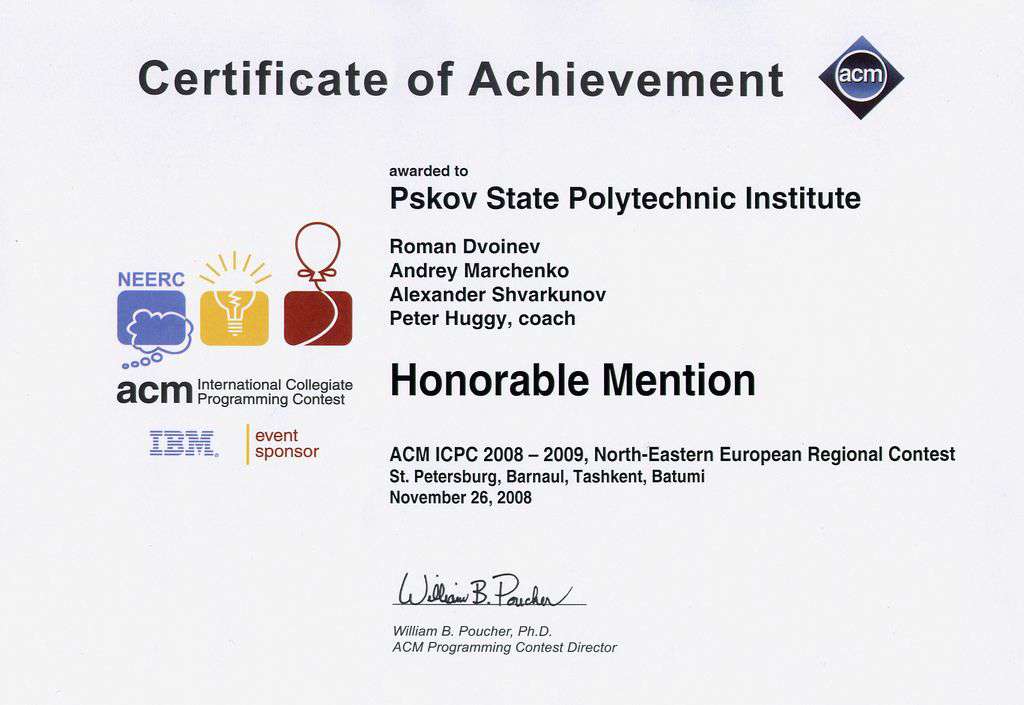 Certificate of Achievement
acm
awarded to
Pskov State Polytechnic Institute
Roman Dvoinev
Andrey Marchenko
Alexander Shvarkunov
Peter Huggy, coach
NEERC
acm International Collegiate
Programming Contest
IBM®
event
sponsor
Honorable Mention
ACM ICPC 2008 – 2009, North-Eastern European Regional Contest
St. Petersburg, Barnaul, Tashkent, Batumi
November 26, 2008
William B. Poucher
William B. Poucher, Ph.D.
ACM Programming Contest Director